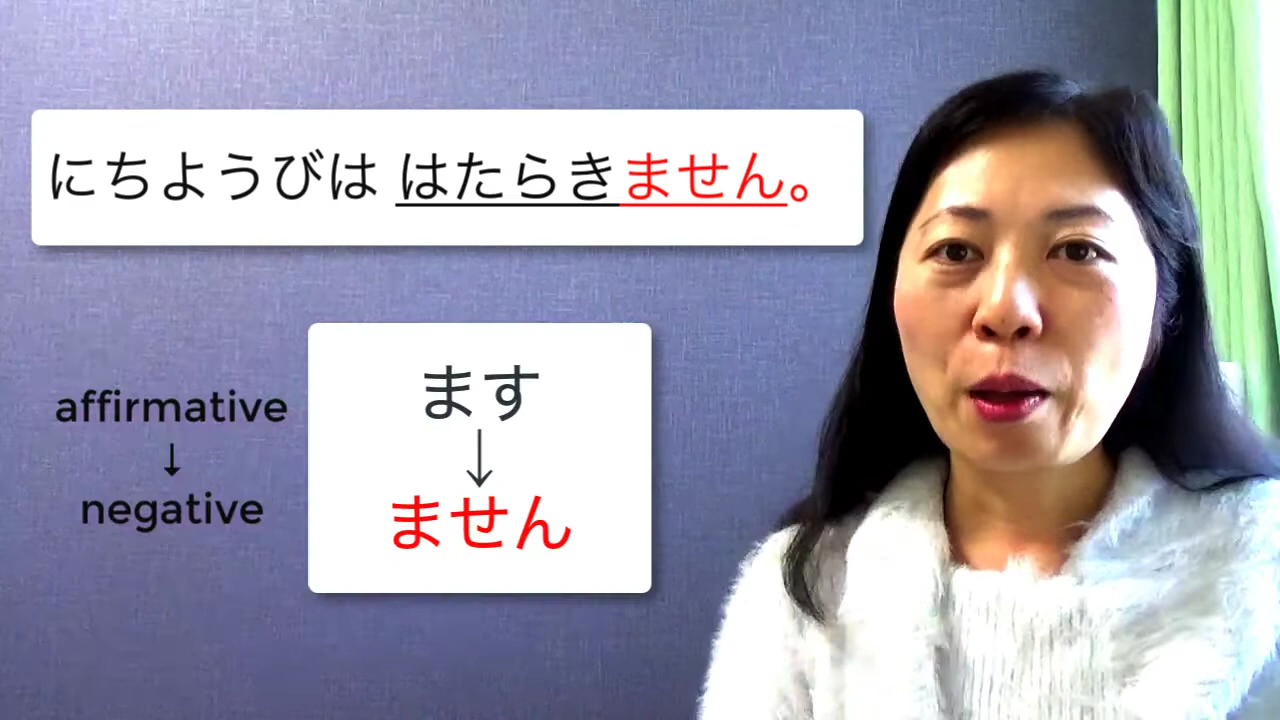 にちようびは はたらきません。
affirmative
↓
negative
ます
↓
ません